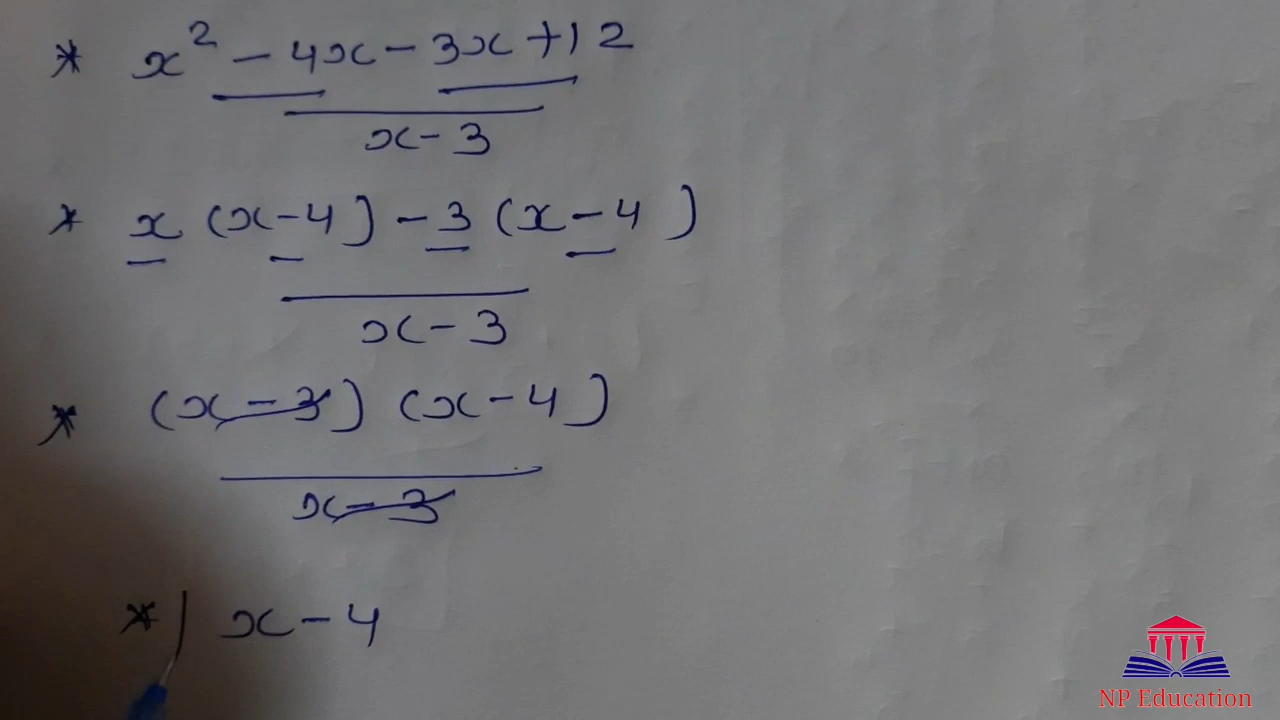 * x² - 4x - 3x + 12
x - 3
* x (x - 4) - 3 (x - 4)
x - 3
* (x - 3) (x - 4)
x - 3
* x - 4
NP Education